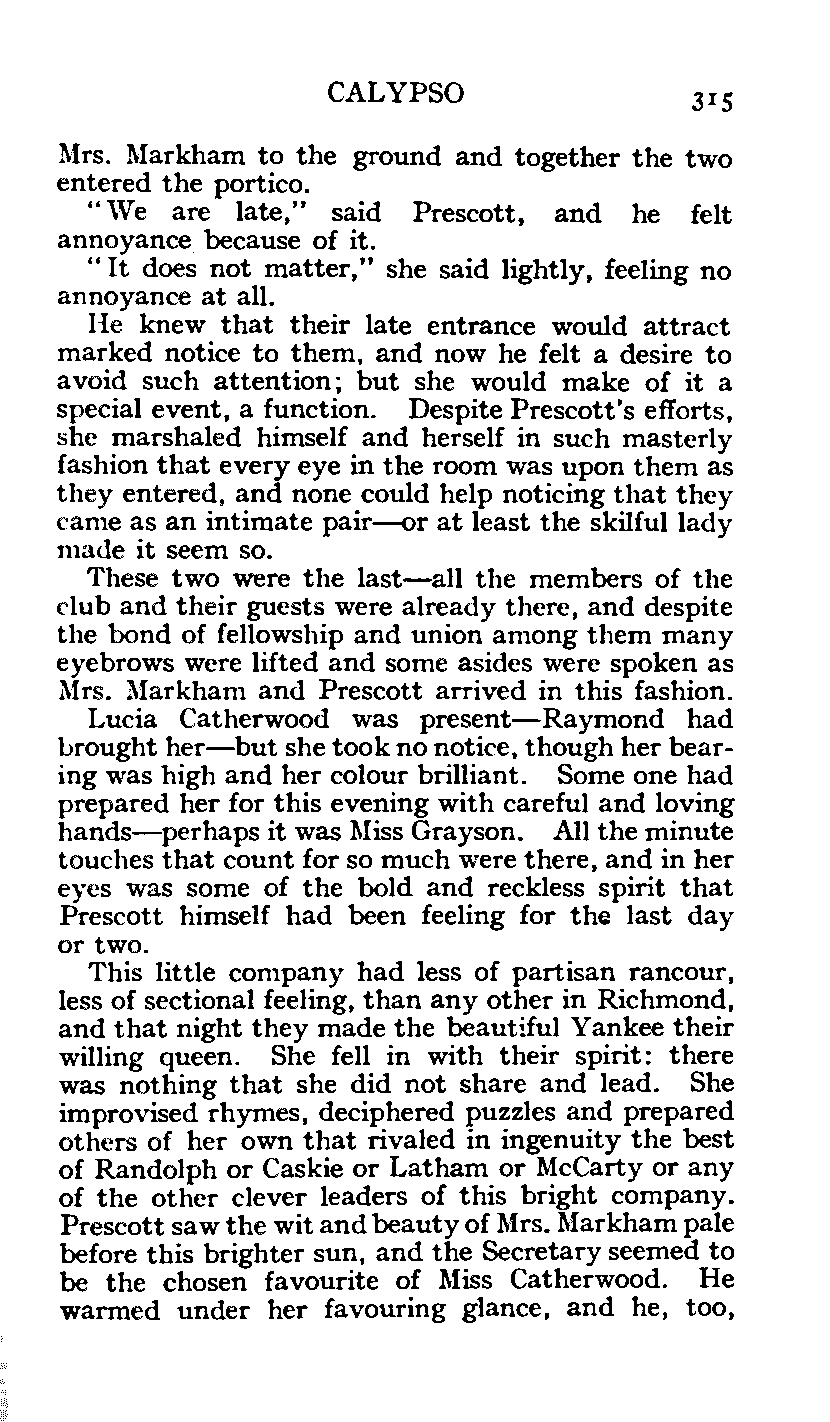 CALYPSO 315
Mrs. Markham to the ground and together the two
entered the portico.
"We are late," said Prescott, and he felt
annoyance because of it.
"It does not matter," she said lightly, feeling no
annoyance at all.
He knew that their late entrance would attract
marked notice to them, and now he felt a desire to
avoid such attention; but she would make of it a
special event, a function. Despite Prescott's efforts,
she marshaled himself and herself in such masterly
fashion that every eye in the room was upon them as
they entered, and none could help noticing that they
came as an intimate pair—or at least the skilful lady
made it seem so.
These two were the last—all the members of the
club and their guests were already there, and despite
the bond of fellowship and union among them many
eyebrows were lifted and some asides were spoken as
Mrs. Markham and Prescott arrived in this fashion.
Lucia Catherwood was present—Raymond had
brought her—but she took no notice, though her bear-
ing was high and her colour brilliant. Some one had
prepared her for this evening with careful and loving
hands—perhaps it was Miss Grayson. All the minute
touches that count for so much were there, and in her
eyes was some of the bold and reckless spirit that
Prescott himself had been feeling for the last day
or two.
This little company had less of partisan rancour,
less of sectional feeling, than any other in Richmond,
and that night they made the beautiful Yankee their
willing queen. She fell in with their spirit: there
was nothing that she did not share and lead. She
improvised rhymes, deciphered puzzles and prepared
others of her own that rivaled in ingenuity the best
of Randolph or Caskie or Latham or McCarty or any
of the other clever leaders of this bright company.
Prescott saw the wit and beauty of Mrs. Markham pale
before this brighter sun, and the Secretary seemed to
be the chosen favourite of Miss Catherwood. He
warmed under her favouring glance, and he, too,